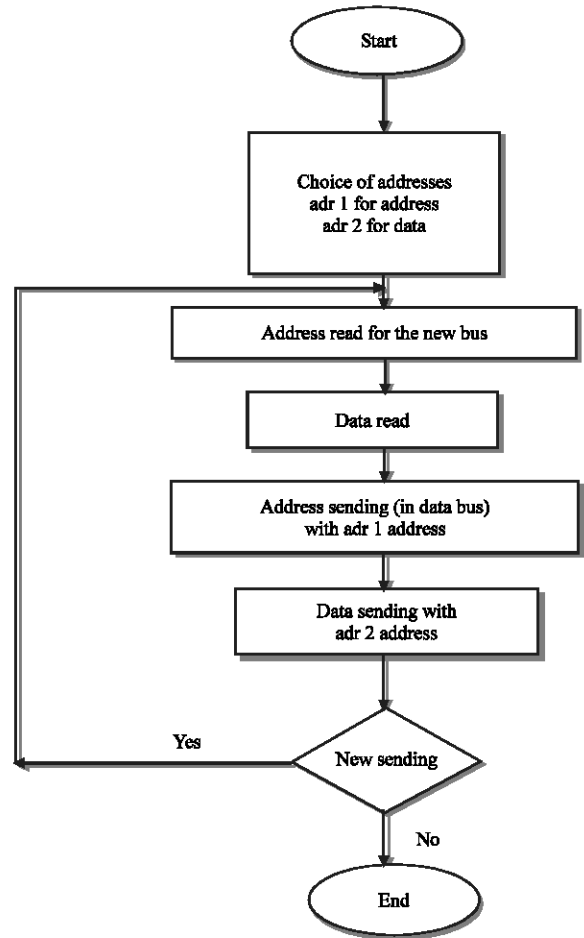 Start
Choice of addresses
adr 1 for address
adr 2 for data
Address read for the new bus
Data read
Address sending (in data bus)
with adr 1 address
Data sending with
adr 2 address
New sending
Yes
No
End